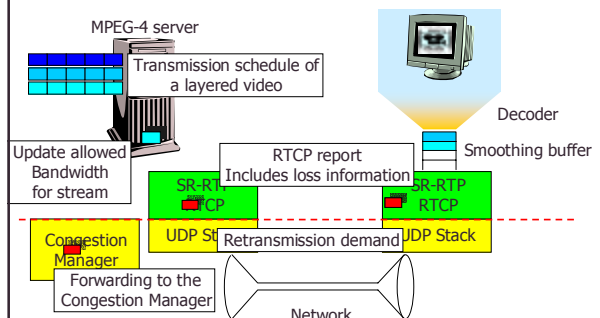 MPEG-4 server
Transmission schedule of
a layered video
Decoder
Smoothing buffer
Update allowed
Bandwidth
for stream
RTCP report
Includes loss information
SR-RTP
RTCP
SR-RTP
RTCP
UDP St
Retransmission demand
UDP Stack
Congestion
Manager
Forwarding to the
Congestion Manager
Network